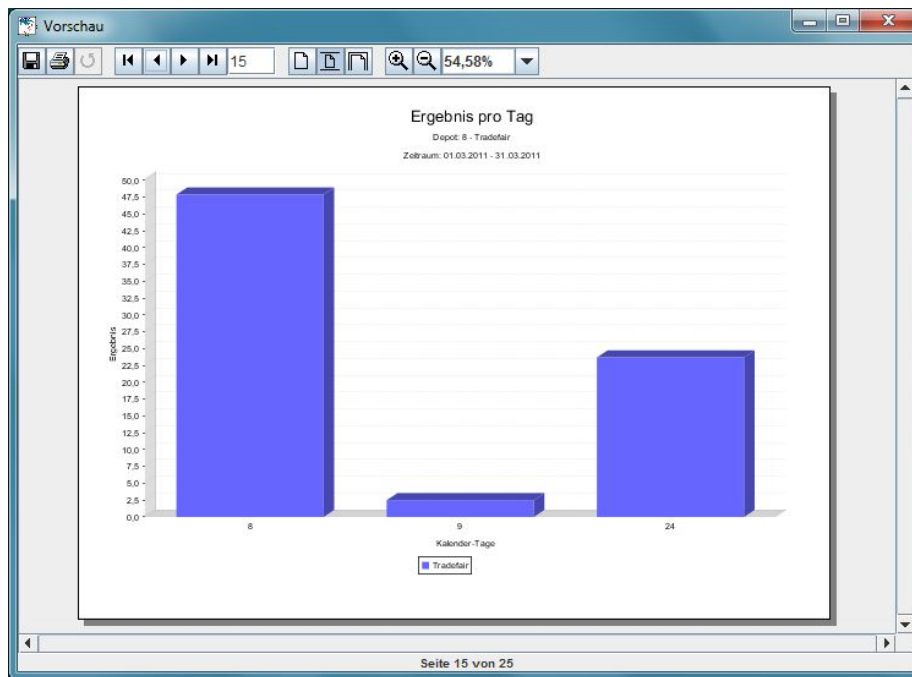 Vorschau
15
54,58%
Ergebnis pro Tag
Depot: 8 - Tradefair
Zeitraum: 01.03.2011 - 31.03.2011
Ergebnis
50,0
47,5
45,0
42,5
40,0
37,5
35,0
32,5
30,0
27,5
25,0
22,5
20,0
17,5
15,0
12,5
10,0
7,5
5,0
2,5
0,0
8 9 24
Kalender-Tage
Tradefair
Seite 15 von 25